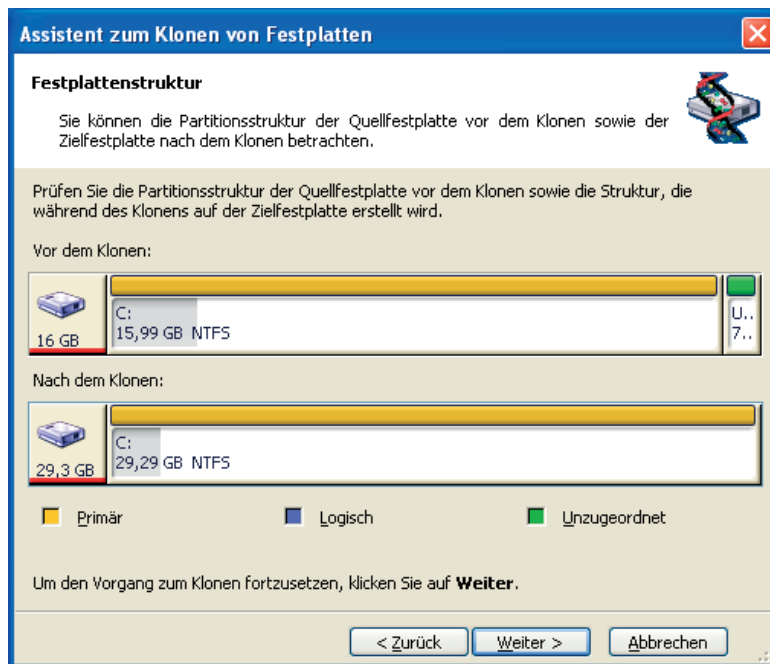 Assistent zum Klonen von Festplatten
Festplattenstruktur
Sie können die Partitionsstruktur der Quellfestplatte vor dem Klonen sowie der
Zielfestplatte nach dem Klonen betrachten.
Prüfen Sie die Partitionsstruktur der Quellfestplatte vor dem Klonen sowie die Struktur, die
während des Klonens auf der Zielfestplatte erstellt wird.
Vor dem Klonen:
16 GB
C:
15,99 GB NTFS
U..
7..
Nach dem Klonen:
29,3 GB
C:
29,29 GB NTFS
Primär Logisch Unzugeordnet
Um den Vorgang zum Klonen fortzusetzen, klicken Sie auf Weiter.
< Zurück Weiter > Abbrechen